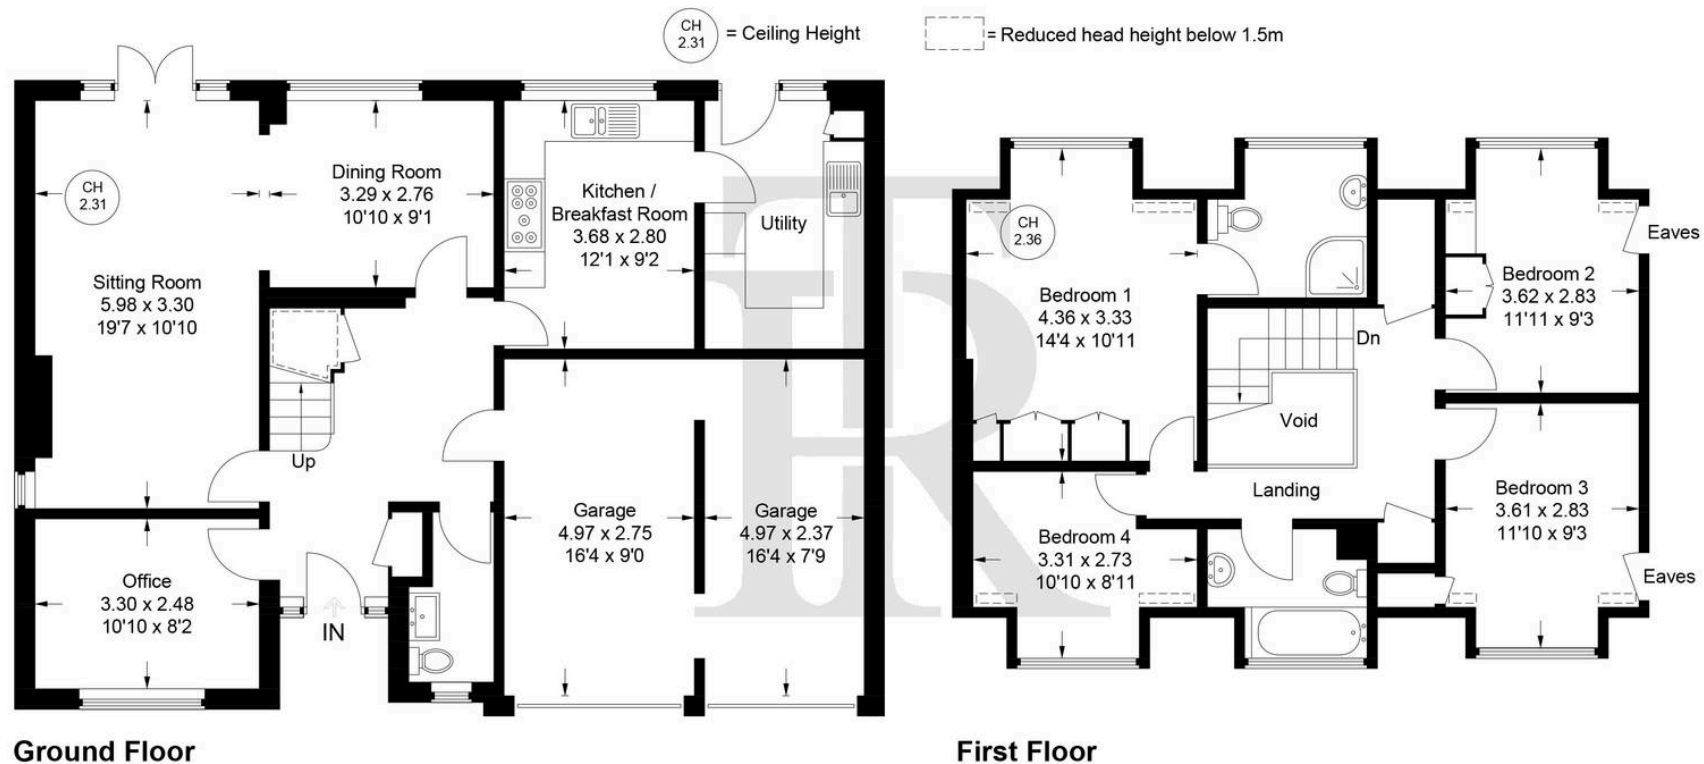 CH
2.31
= Ceiling Height
= Reduced head height below 1.5m
CH
2.31
Dining Room
3.29 x 2.76
10'10 x 9'1
Kitchen /
Breakfast Room
3.68 x 2.80
12'1 x 9'2
Utility
Sitting Room
5.98 x 3.30
19'7 x 10'10
Up
Garage
4.97 x 2.75
16'4 x 9'0
Garage
4.97 x 2.37
16'4 x 7'9
Office
3.30 x 2.48
10'10 x 8'2
IN
Ground Floor
CH
2.36
Bedroom 1
4.36 x 3.33
14'4 x 10'11
Eaves
Bedroom 2
3.62 x 2.83
11'11 x 9'3
Dn
Void
Landing
Bedroom 3
3.61 x 2.83
11'10 x 9'3
Bedroom 4
3.31 x 2.73
10'10 x 8'11
Eaves
First Floor